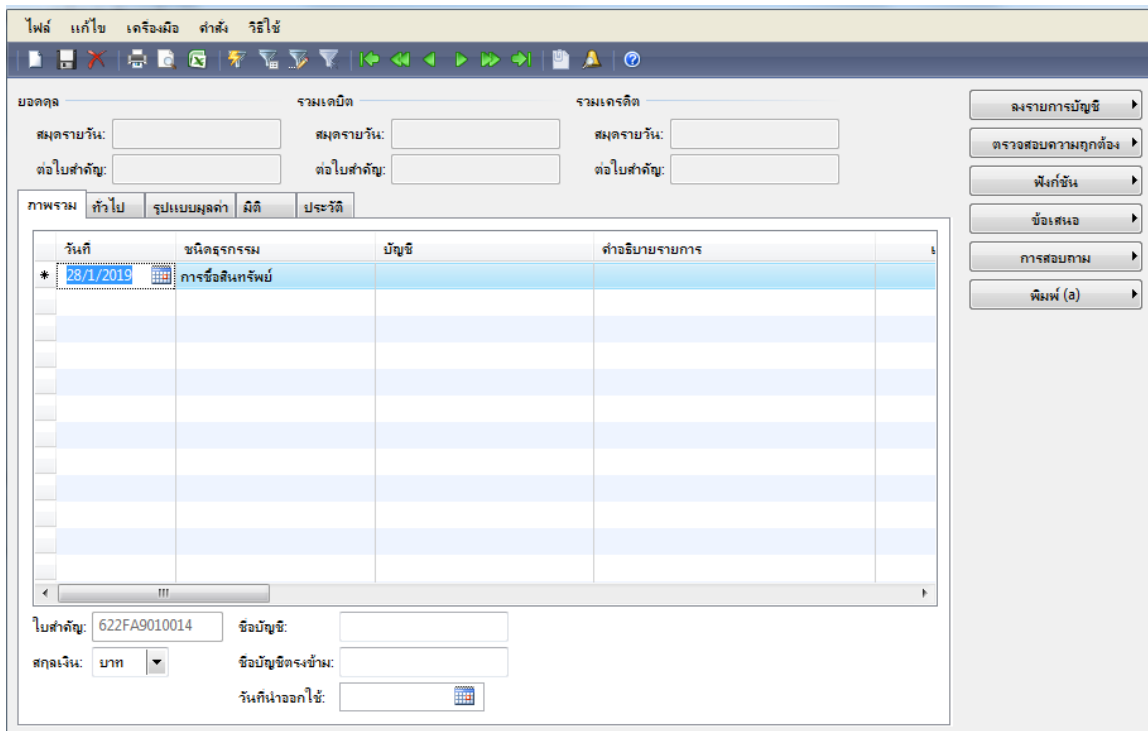 ไฟล์ แก้ไข เครื่องมือ คำสั่ง วิธีใช้
ยอดดุล รวมเดบิต รวมเครดิต
สมุดรายวัน: สมุดรายวัน: สมุดรายวัน:
ต่อใบสำคัญ: ต่อใบสำคัญ: ต่อใบสำคัญ:
ภาพรวม ทั่วไป รูปแบบมูลค่า มิติ ประวัติ
วันที่ ชนิดธุรกรรม บัญชี คำอธิบายรายการ
* 28/1/2019 การซื้อสินทรัพย์
ใบสำคัญ: 622FA9010014 ชื่อบัญชี:
สกุลเงิน: บาท ชื่อบัญชีตรงข้าม:
วันที่นำออกใช้:
ลงรายการบัญชี
ตรวจสอบความถูกต้อง
ฟังก์ชัน
ข้อเสนอ
การสอบถาม
พิมพ์ (a)